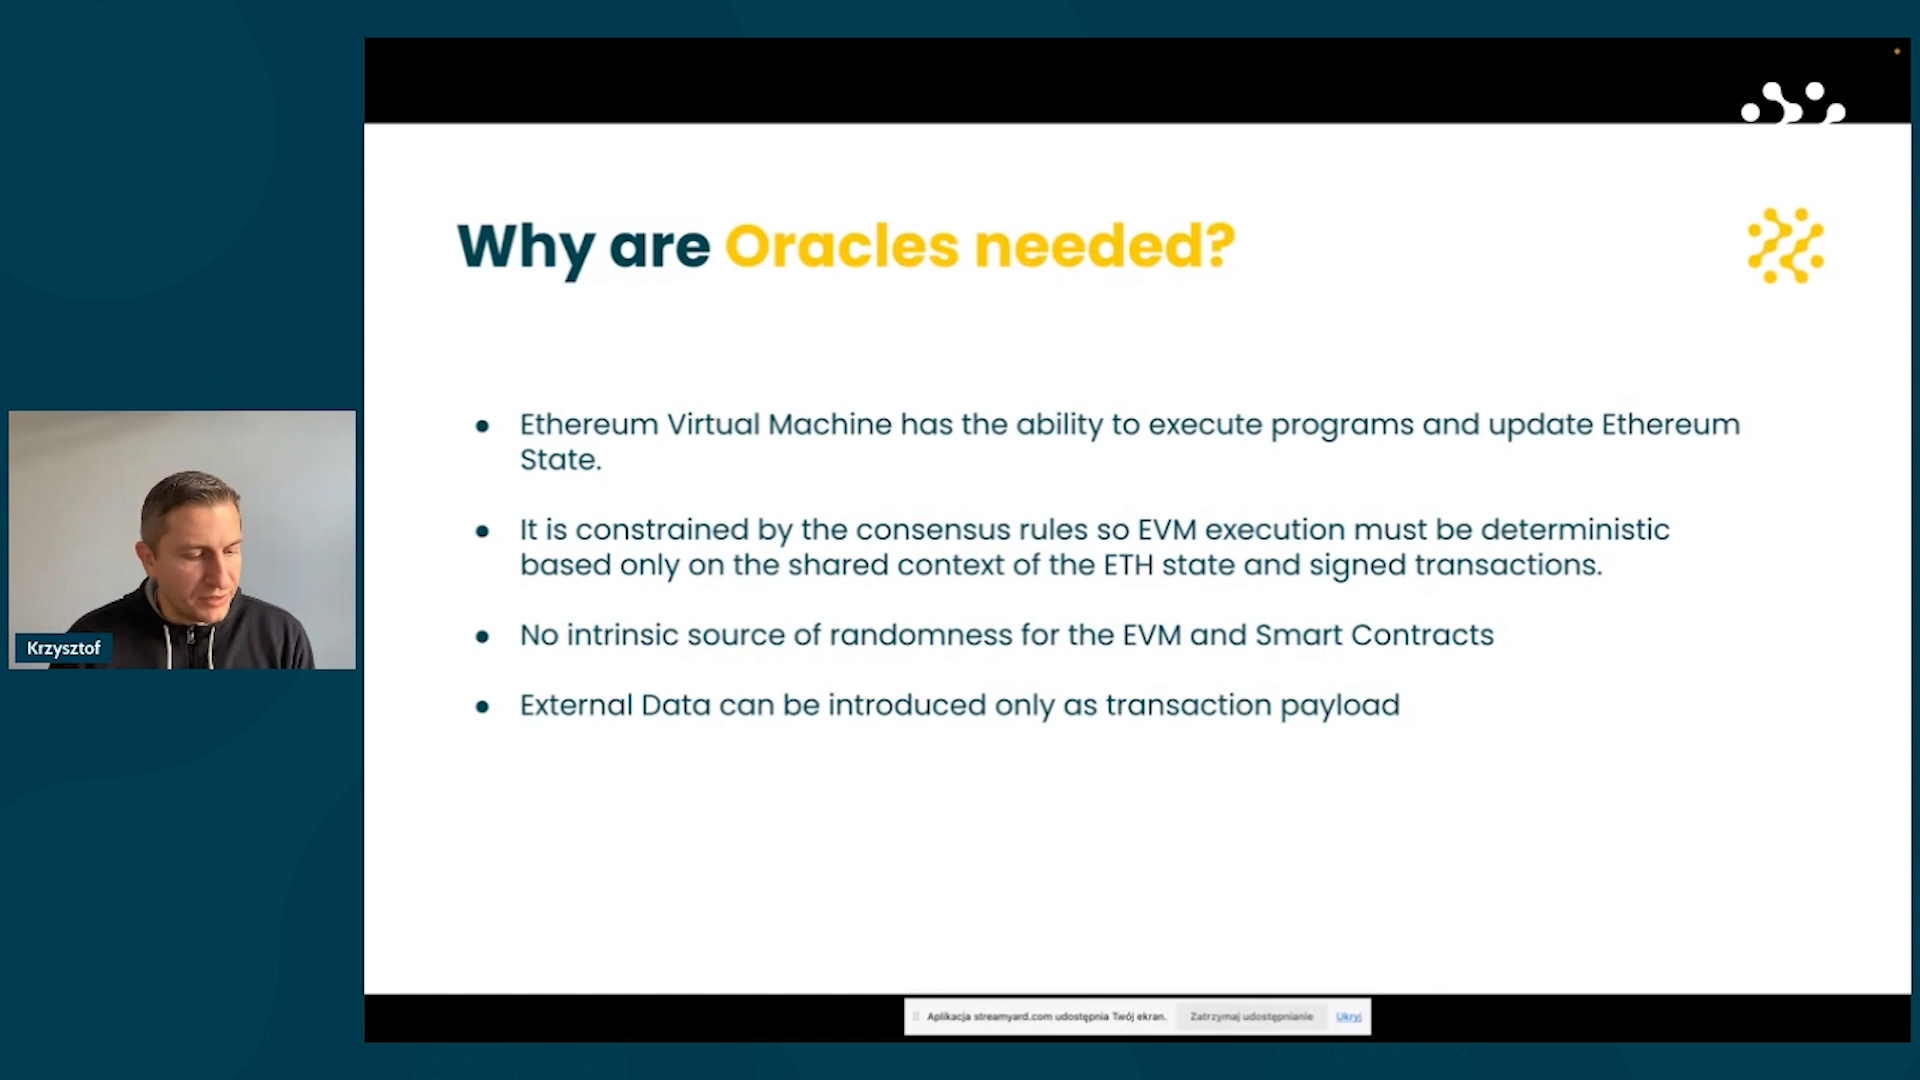 Why are Oracles needed?
Ethereum Virtual Machine has the ability to execute programs and update Ethereum
State.
It is constrained by the consensus rules so EVM execution must be deterministic
based only on the shared context of the ETH state and signed transactions.
No intrinsic source of randomness for the EVM and Smart Contracts
External Data can be introduced only as transaction payload
Krzysztof
Aplikacja streamyard.com udostępnia Twój ekran. Zatrzymaj udostępnianie Ukryj